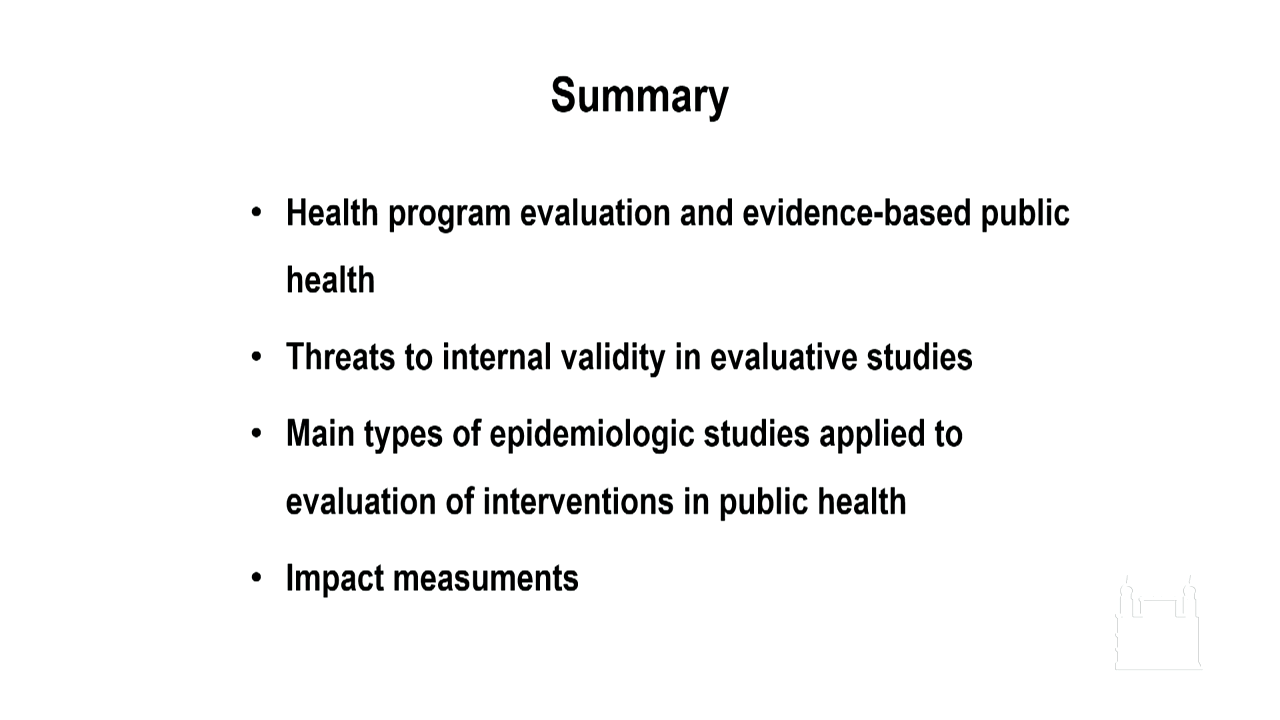 Summary
• Health program evaluation and evidence-based public
health
• Threats to internal validity in evaluative studies
• Main types of epidemiologic studies applied to
evaluation of interventions in public health
• Impact measuments